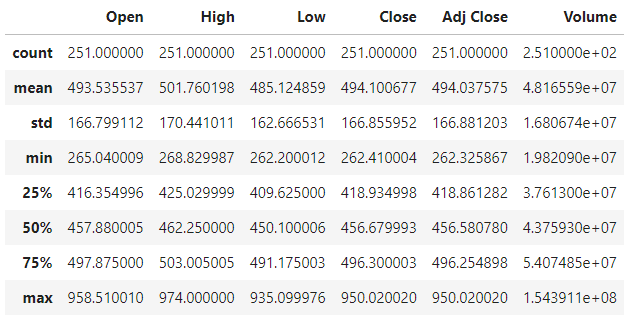 Open High Low Close Adj Close Volume
count 251.000000 251.000000 251.000000 251.000000 251.000000 2.510000e+02
mean 493.535537 501.760198 485.124859 494.100677 494.037575 4.816559e+07
std 166.799112 170.441011 162.666531 166.855952 166.881203 1.680674e+07
min 265.040009 268.829987 262.200012 262.410004 262.325867 1.982090e+07
25% 416.354996 425.029999 409.625000 418.934998 418.861282 3.761300e+07
50% 457.880005 462.250000 450.100006 456.679993 456.580780 4.375930e+07
75% 497.875000 503.005005 491.175003 496.300003 496.254898 5.407485e+07
max 958.510010 974.000000 935.099976 950.020020 950.020020 1.543911e+08